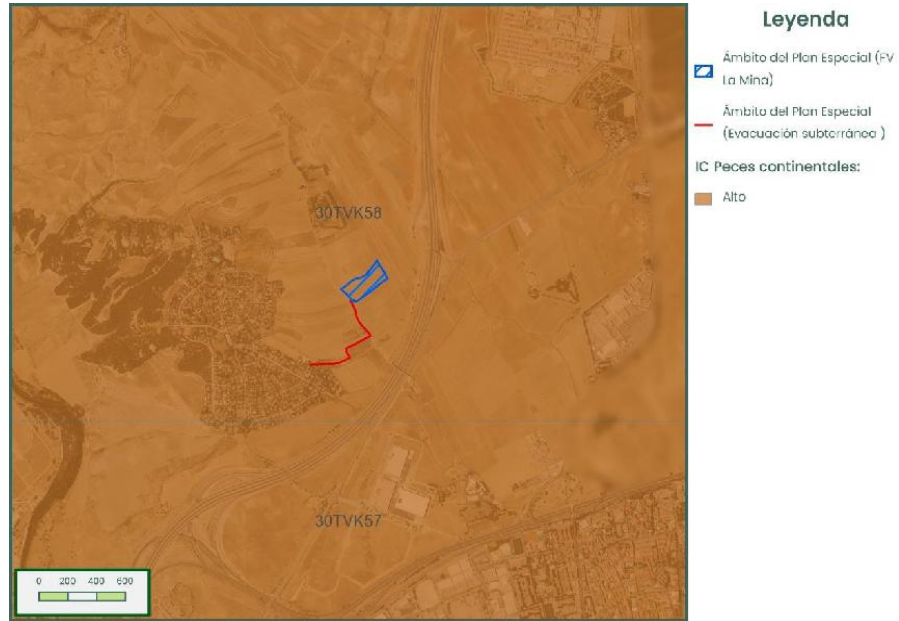 Leyenda
Ámbito del Plan Especial (FV
La Mina)
Ámbito del Plan Especial
(Evacuación subterránea )
IC Peces continentales:
Alto
30TVK58
30TVK57
0 200 400 600